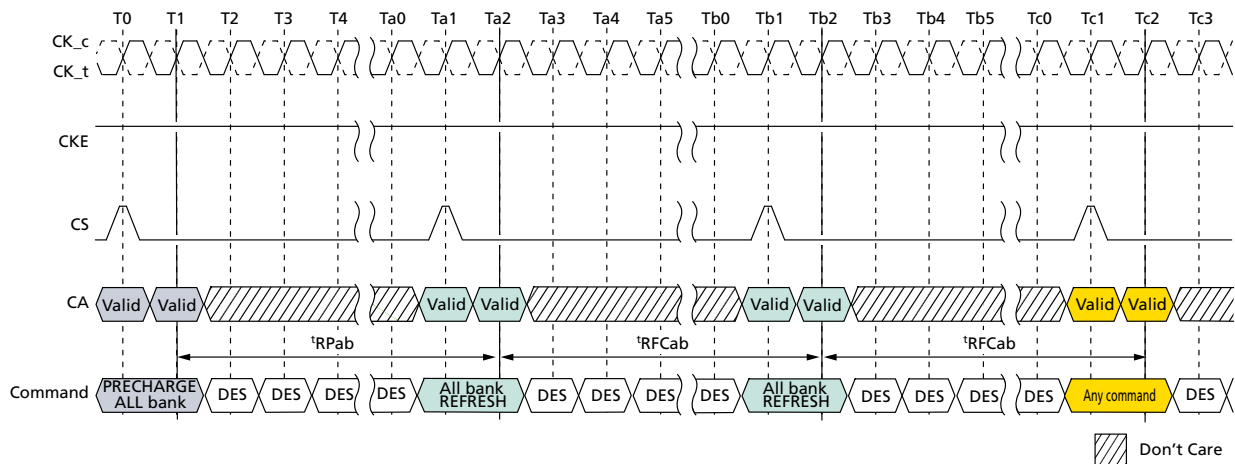 T0 T1 T2 T3 T4 Ta0 Ta1 Ta2 Ta3 Ta4 Ta5 Tb0 Tb1 Tb2 Tb3 Tb4 Tb5 Tc0 Tc1 Tc2 Tc3
CK_c
CK_t
CKE
CS
CA Valid Valid Valid Valid Valid Valid Valid Valid
tRPab tRFCab tRFCab
Command PRECHARGE ALL bank DES DES DES DES All bank REFRESH DES DES DES DES All bank REFRESH DES DES DES DES Any command DES
Don't Care